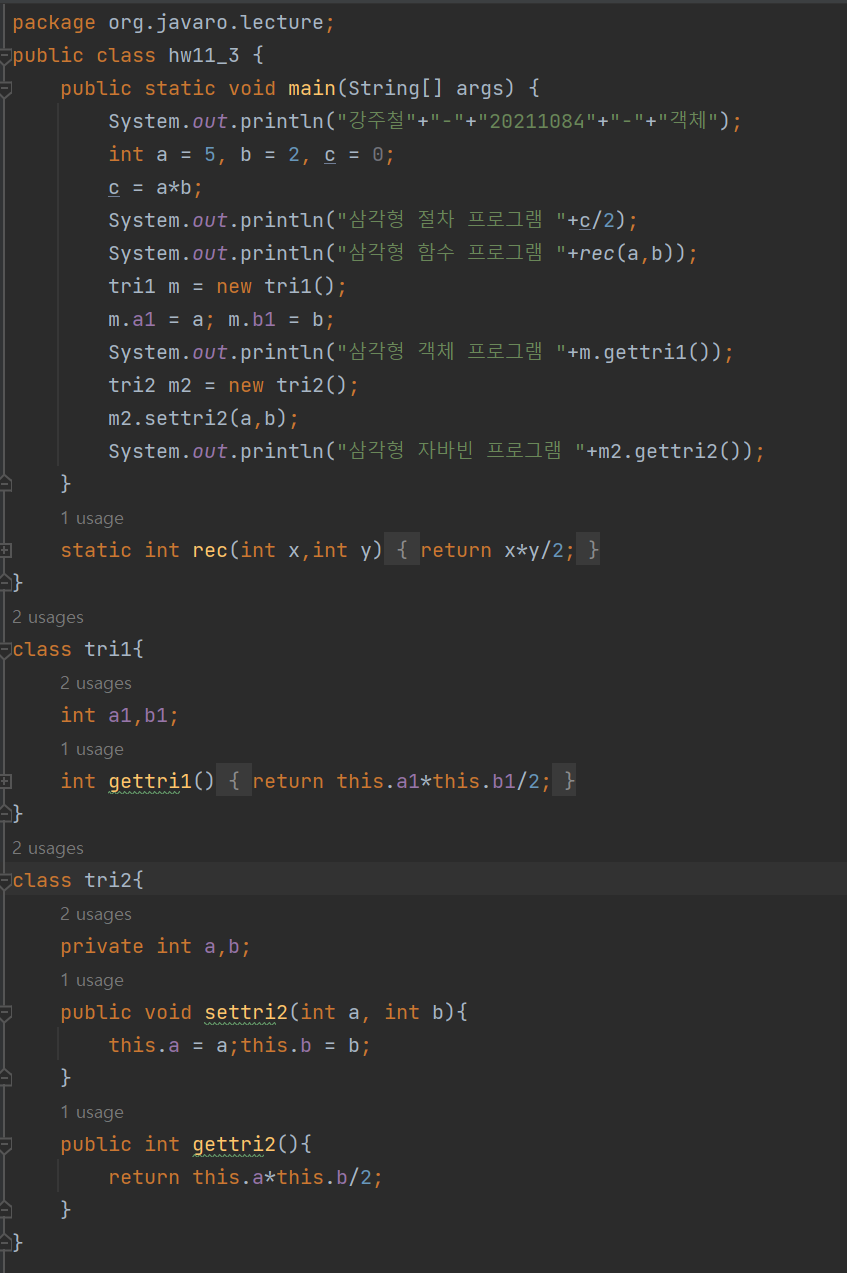 package org.javaro.lecture;
public class hw11_3 {
    public static void main(String[] args) {
        System.out.println("강주철"+"-"+"20211084"+"-"+"객체");
        int a = 5, b = 2, c = 0;
        c = a*b;
        System.out.println("삼각형 절차 프로그램 "+c/2);
        System.out.println("삼각형 함수 프로그램 "+rec(a,b));
        tri1 m = new tri1();
        m.a1 = a; m.b1 = b;
        System.out.println("삼각형 객체 프로그램 "+m.gettri1());
        tri2 m2 = new tri2();
        m2.settri2(a,b);
        System.out.println("삼각형 자바빈 프로그램 "+m2.gettri2());
    }
    1 usage
    static int rec(int x,int y) { return x*y/2; }
}
2 usages
class tri1{
    2 usages
    int a1,b1;
    1 usage
    int gettri1() { return this.a1*this.b1/2; }
}
2 usages
class tri2{
    2 usages
    private int a,b;
    1 usage
    public void settri2(int a, int b){
        this.a = a;this.b = b;
    }
    1 usage
    public int gettri2(){
        return this.a*this.b/2;
    }
}